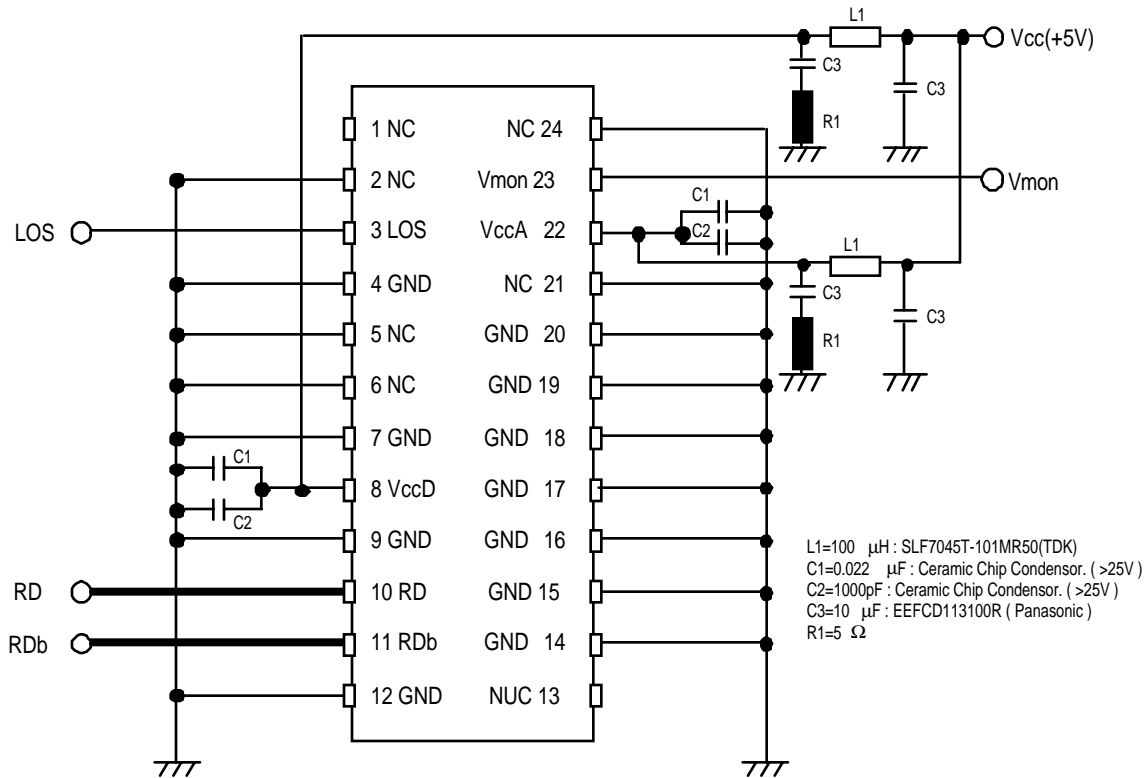 L1
Vcc(+5V)
C3
C3
R1
1 NC
NC 24
2 NC
Vmon 23
Vmon
C1
LOS
3 LOS
VccA 22
C2
L1
4 GND
NC 21
C3
C3
5 NC
GND 20
R1
6 NC
GND 19
7 GND
GND 18
C1
8 VccD
GND 17
C2
9 GND
GND 16
L1=100 μH : SLF7045T-101MR50(TDK)
C1=0.022 μF : Ceramic Chip Condensor. ( >25V )
C2=1000pF : Ceramic Chip Condensor. ( >25V )
C3=10 μF : EEFCD113100R ( Panasonic )
R1=5 Ω
RD
10 RD
GND 15
RDb
11 RDb
GND 14
12 GND
NUC 13